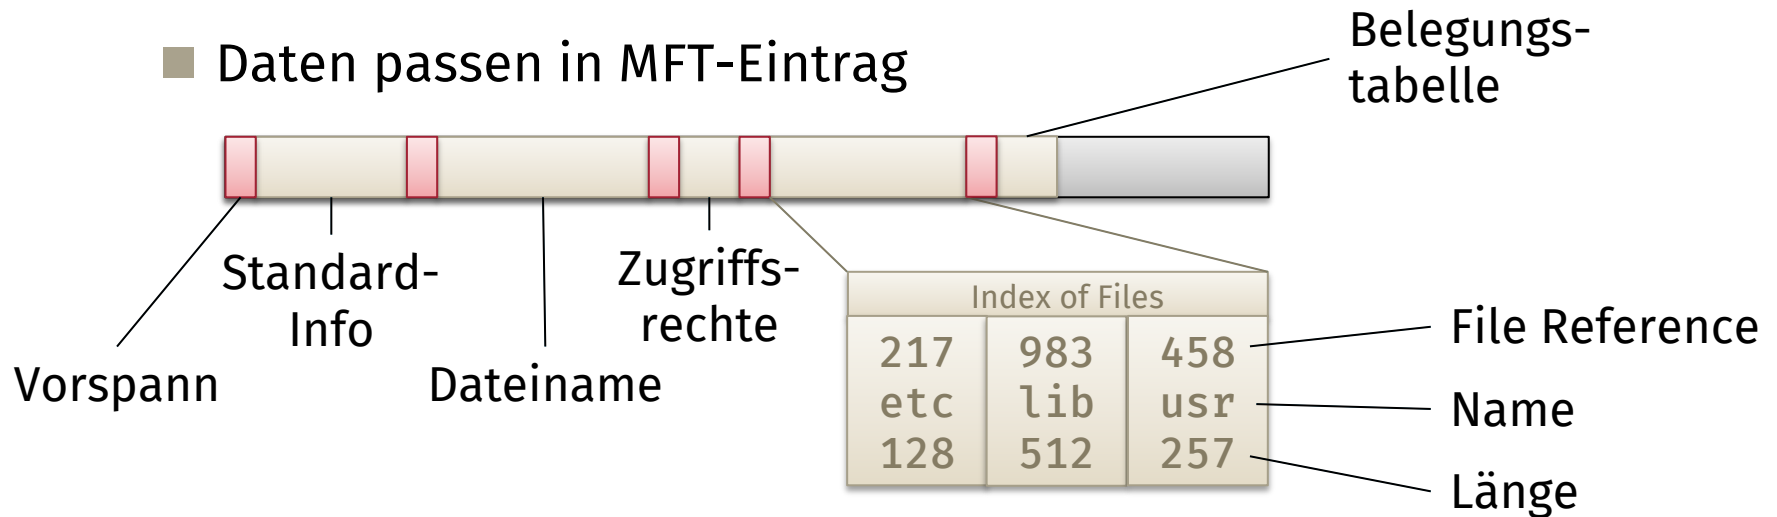 Daten passen in MFT-Eintrag
Belegungs-
tabelle
Standard-
Info
Zugriffs-
rechte
Vorspann
Dateiname
Index of Files
217 983 458
etc lib usr
128 512 257
File Reference
Name
Länge